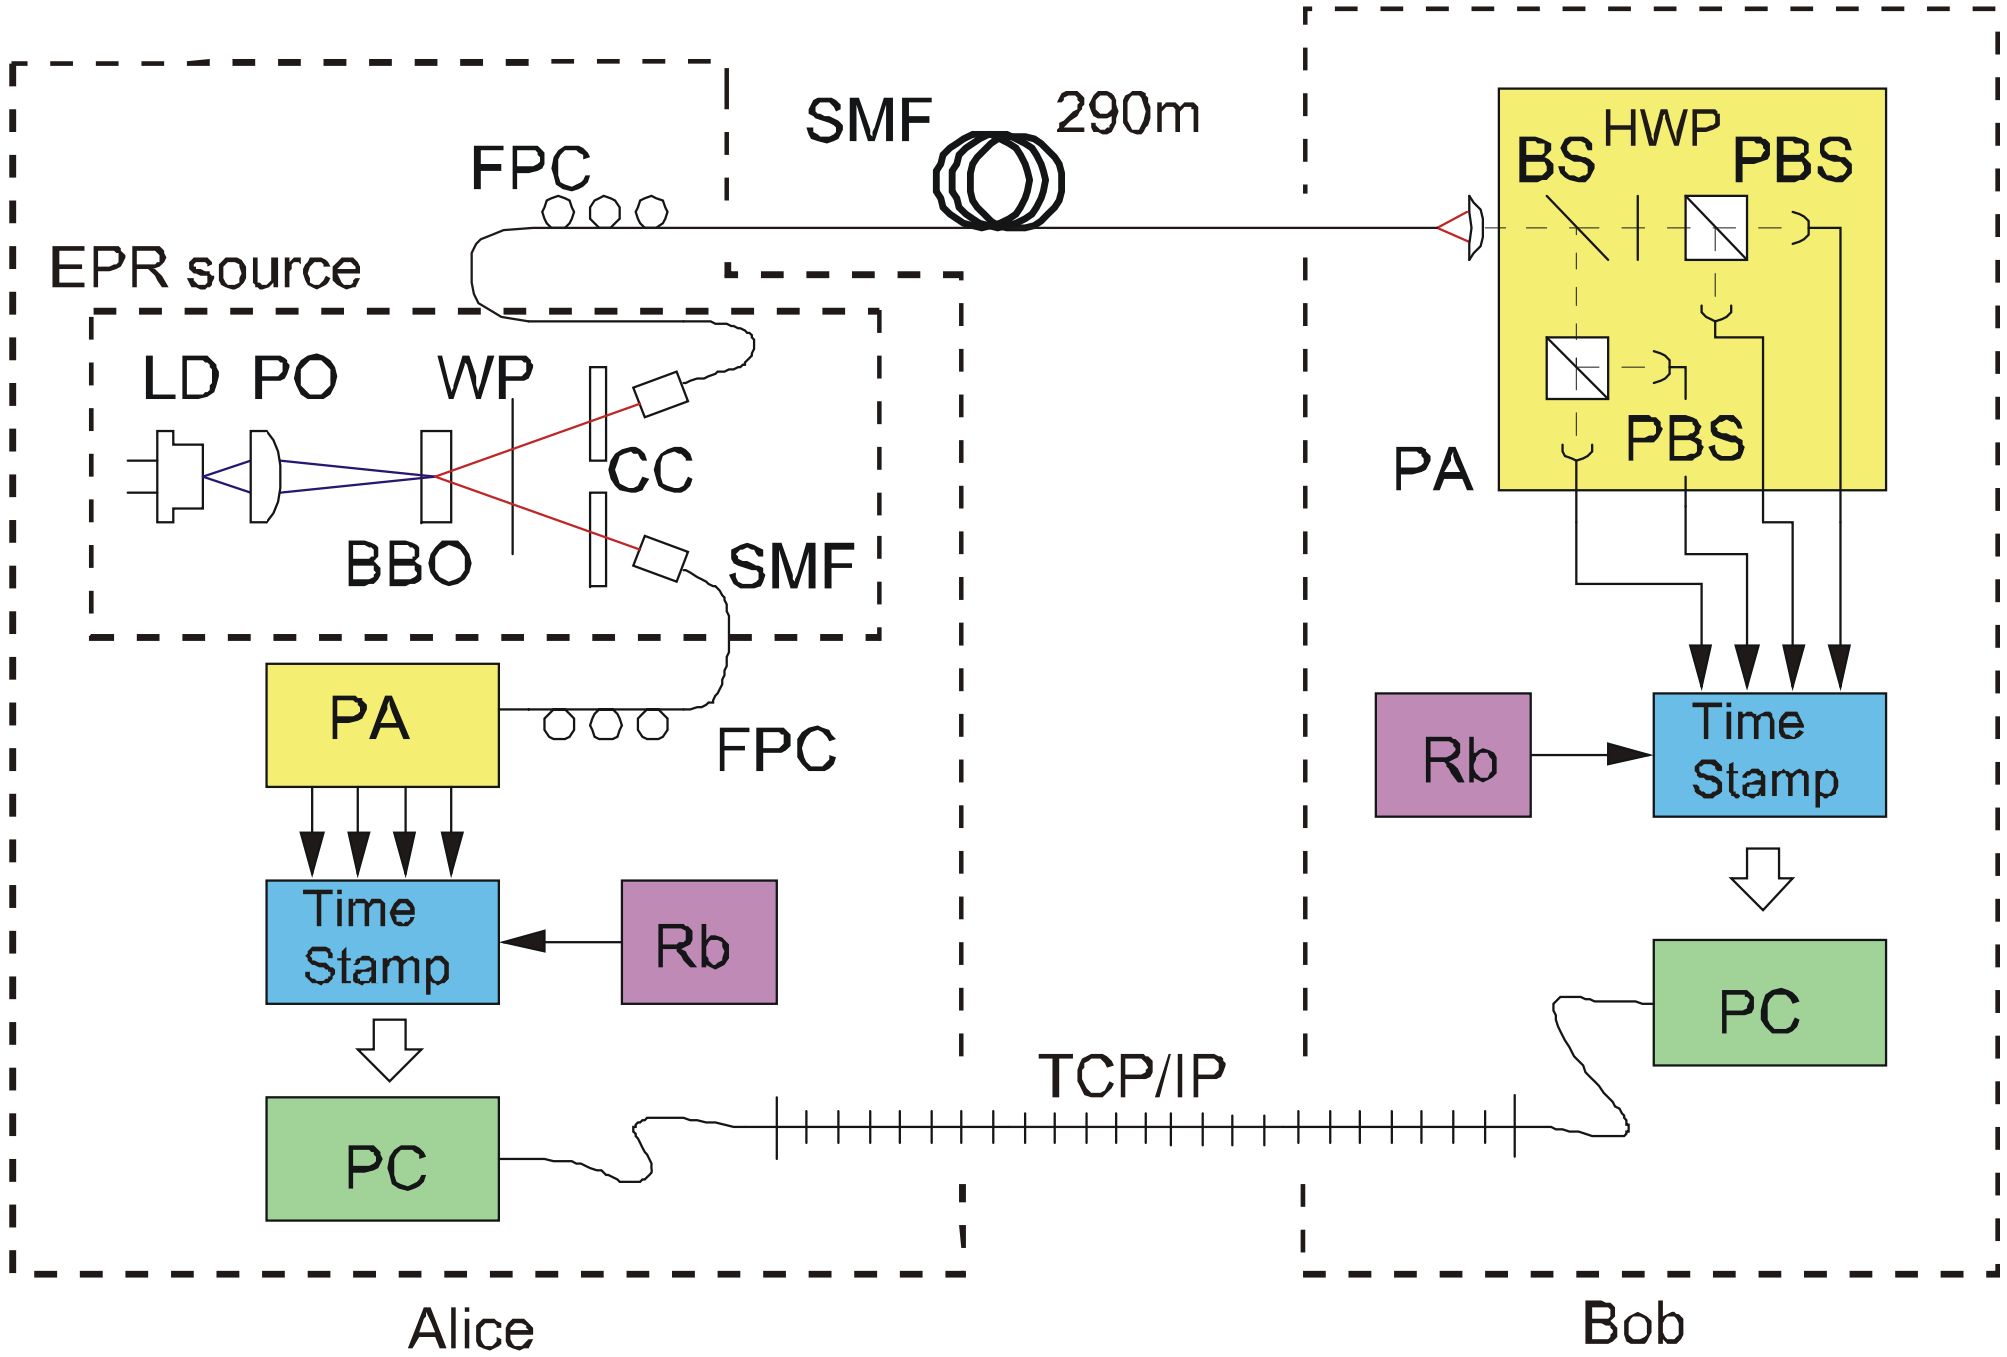 SMF
290m
FPC
EPR source
LD
PO
WP
CC
BBO
SMF
PA
FPC
Time
Stamp
Rb
PC
Alice
TCP/IP
HWP
BS
PBS
PBS
PA
Rb
Time
Stamp
PC
Bob